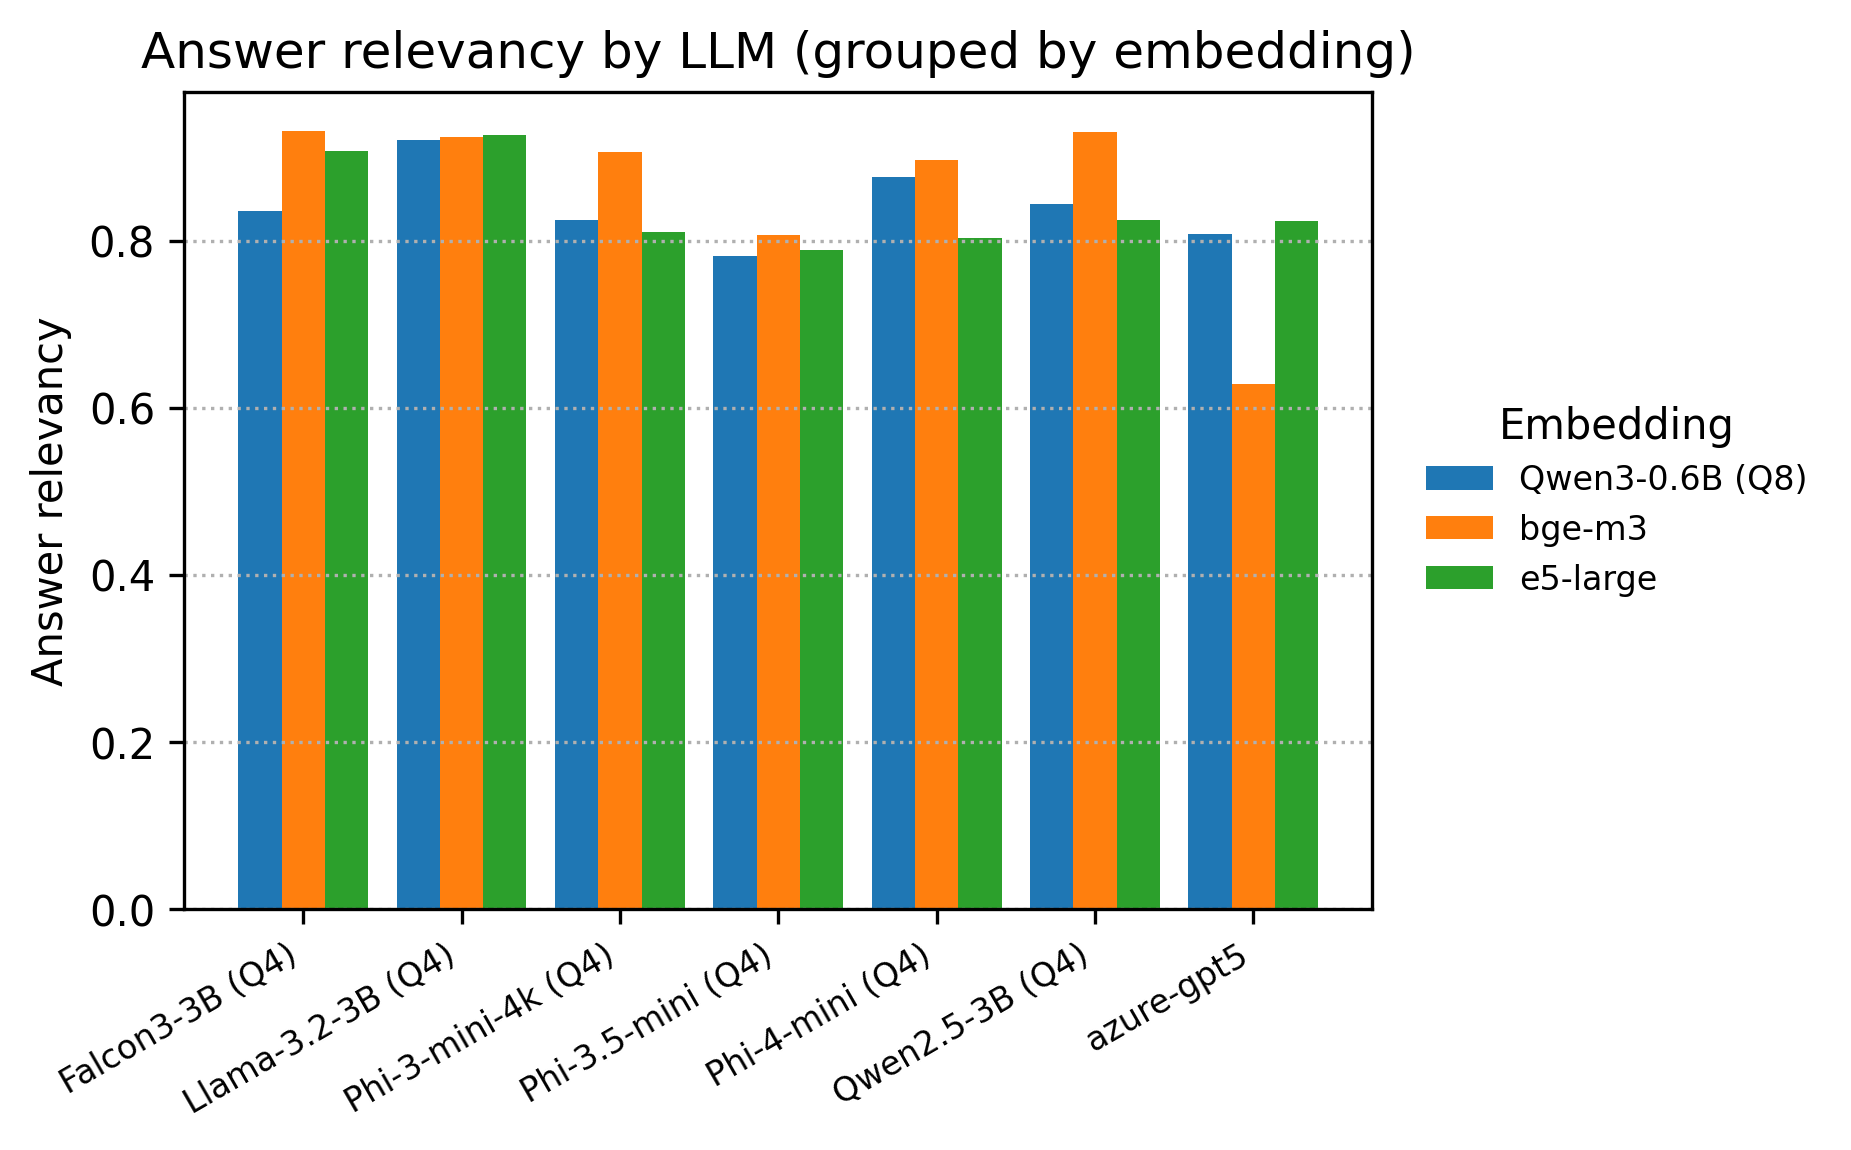 Answer relevancy by LLM (grouped by embedding)
Answer relevancy
0.8
0.6
0.4
0.2
0.0
Falcon3-3B (Q4)
Llama-3.2-3B (Q4)
Phi-3-mini-4k (Q4)
Phi-3.5-mini (Q4)
Phi-4-mini (Q4)
Qwen2.5-3B (Q4)
azure-gpt5
Embedding
Qwen3-0.6B (Q8)
bge-m3
e5-large